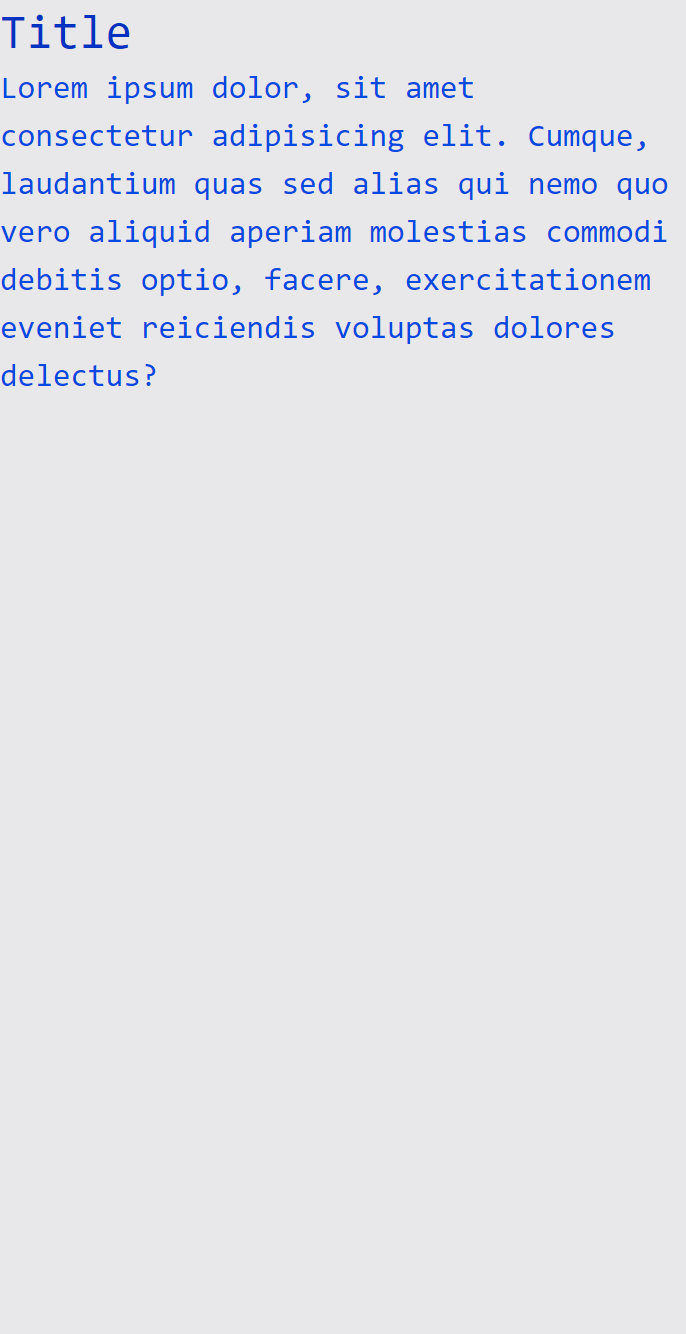 Title
Lorem ipsum dolor, sit amet
consectetur adipisicing elit. Cumque,
laudantium quas sed alias qui nemo quo
vero aliquid aperiam molestias commodi
debitis optio, facere, exercitationem
eveniet reiciendis voluptas dolores
delectus?